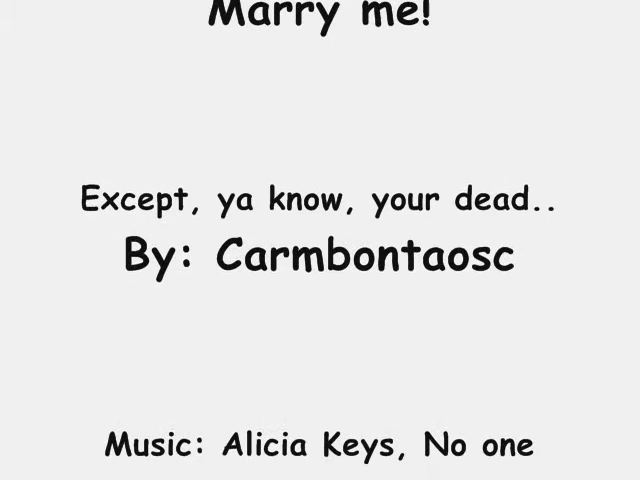 Marry me!
Except, ya know, your dead..
By: Carmbontaosc
Music: Alicia Keys, No one